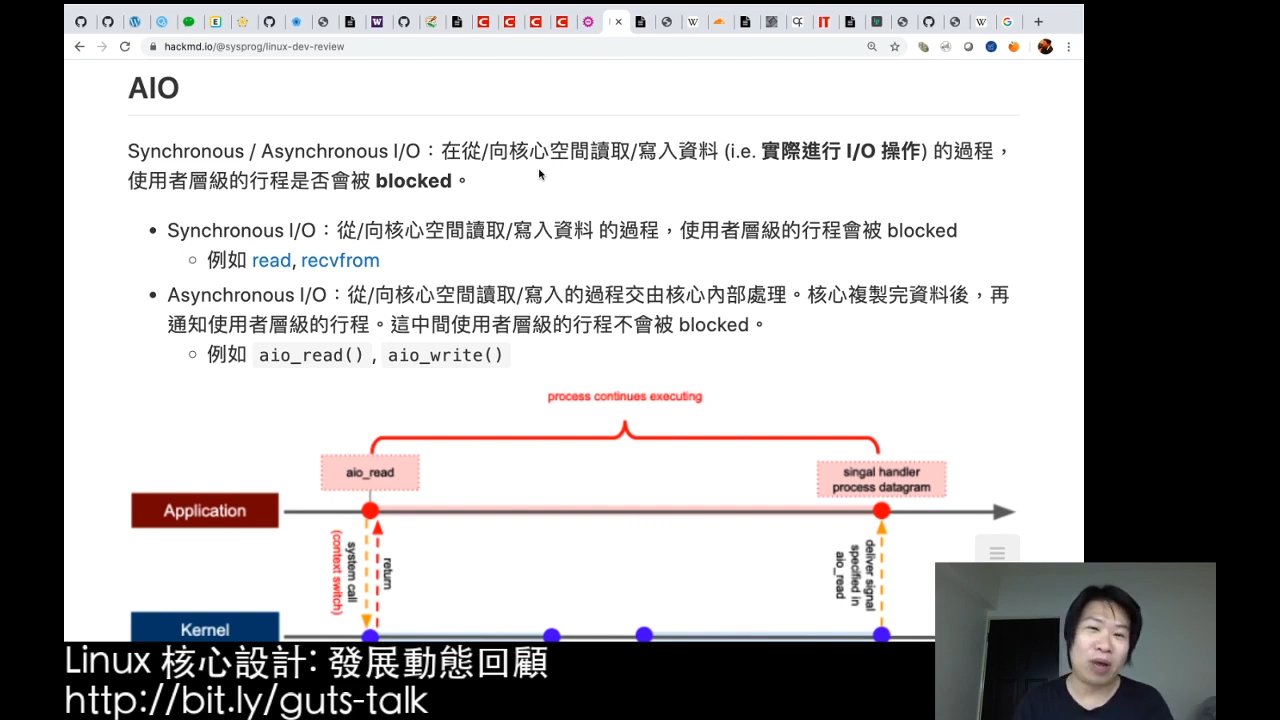 hackmd.io/@sysprog/linux-dev-review
AIO
Synchronous / Asynchronous I/O：在從/向核心空間讀取/寫入資料 (i.e. 實際進行 I/O 操作) 的過程，
使用者層級的行程是否會被 blocked。
Synchronous I/O：從/向核心空間讀取/寫入資料 的過程，使用者層級的行程會被 blocked
例如 read, recvfrom
Asynchronous I/O：從/向核心空間讀取/寫入的過程交由核心內部處理。核心複製完資料後，再
通知使用者層級的行程。這中間使用者層級的行程不會被 blocked。
例如 aio_read(), aio_write()
process continues executing
aio_read
singal handler
process datagram
Application
system call
(context switch)
return
deliver signal
specified in
aio_read
Kernel
Linux 核心設計: 發展動態回顧
http://bit.ly/guts-talk